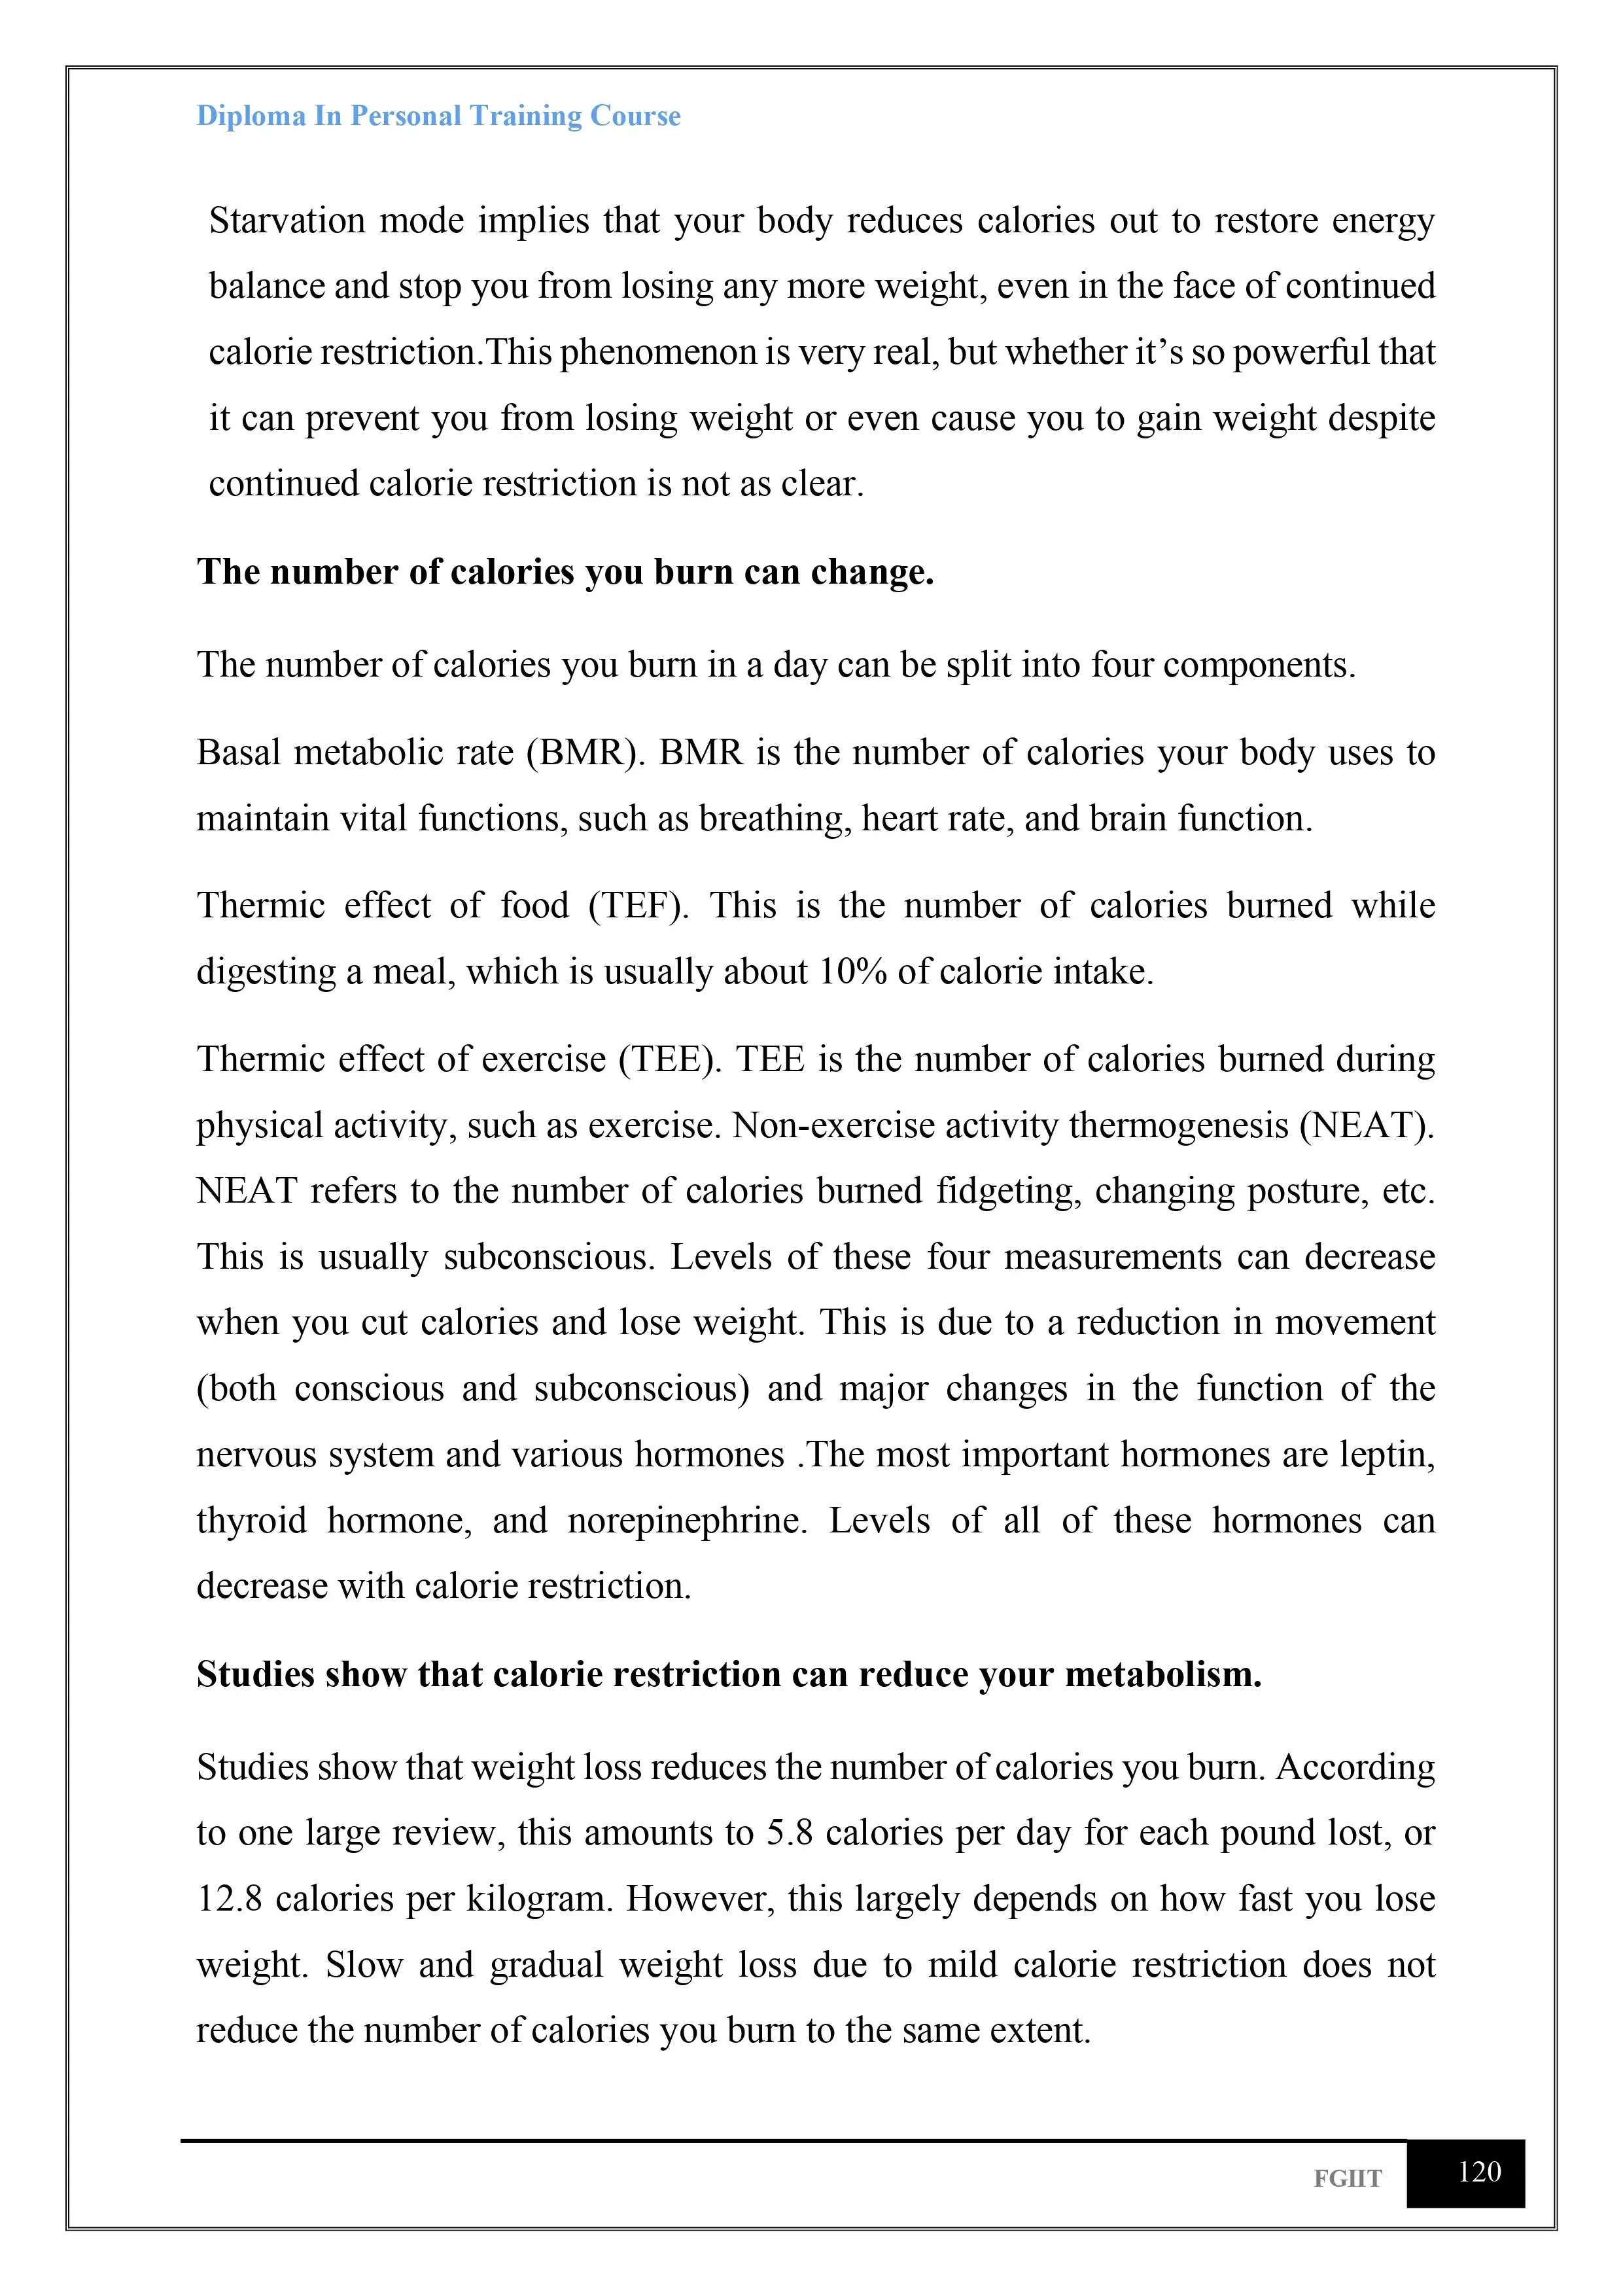 Diploma In Personal Training Course
Starvation mode implies that your body reduces calories out to restore energy
balance and stop you from losing any more weight, even in the face of continued
calorie restriction.This phenomenon is very real, but whether it’s so powerful that
it can prevent you from losing weight or even cause you to gain weight despite
continued calorie restriction is not as clear.
The number of calories you burn can change.
The number of calories you burn in a day can be split into four components.
Basal metabolic rate (BMR). BMR is the number of calories your body uses to
maintain vital functions, such as breathing, heart rate, and brain function.
Thermic effect of food (TEF). This is the number of calories burned while
digesting a meal, which is usually about 10% of calorie intake.
Thermic effect of exercise (TEE). TEE is the number of calories burned during
physical activity, such as exercise. Non-exercise activity thermogenesis (NEAT).
NEAT refers to the number of calories burned fidgeting, changing posture, etc.
This is usually subconscious. Levels of these four measurements can decrease
when you cut calories and lose weight. This is due to a reduction in movement
(both conscious and subconscious) and major changes in the function of the
nervous system and various hormones .The most important hormones are leptin,
thyroid hormone, and norepinephrine. Levels of all of these hormones can
decrease with calorie restriction.
Studies show that calorie restriction can reduce your metabolism.
Studies show that weight loss reduces the number of calories you burn. According
to one large review, this amounts to 5.8 calories per day for each pound lost, or
12.8 calories per kilogram. However, this largely depends on how fast you lose
weight. Slow and gradual weight loss due to mild calorie restriction does not
reduce the number of calories you burn to the same extent.
FGIIT 120